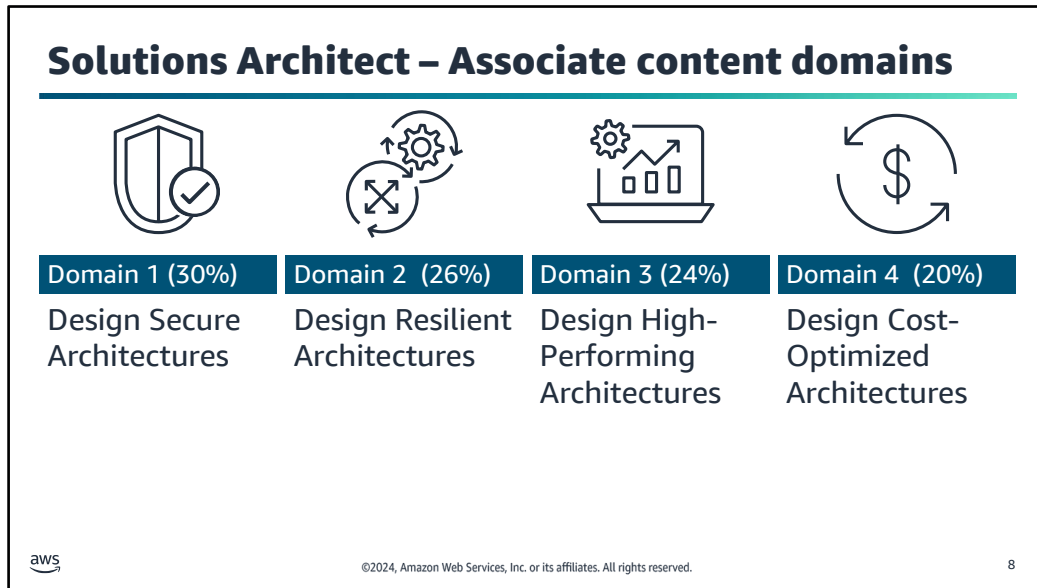 Solutions Architect – Associate content domains
$
Domain 1 (30%)
Design Secure
Architectures
Domain 2 (26%)
Design Resilient
Architectures
Domain 3 (24%)
Design High-
Performing
Architectures
Domain 4 (20%)
Design Cost-
Optimized
Architectures
aws
©2024, Amazon Web Services, Inc. or its affiliates. All rights reserved.
8